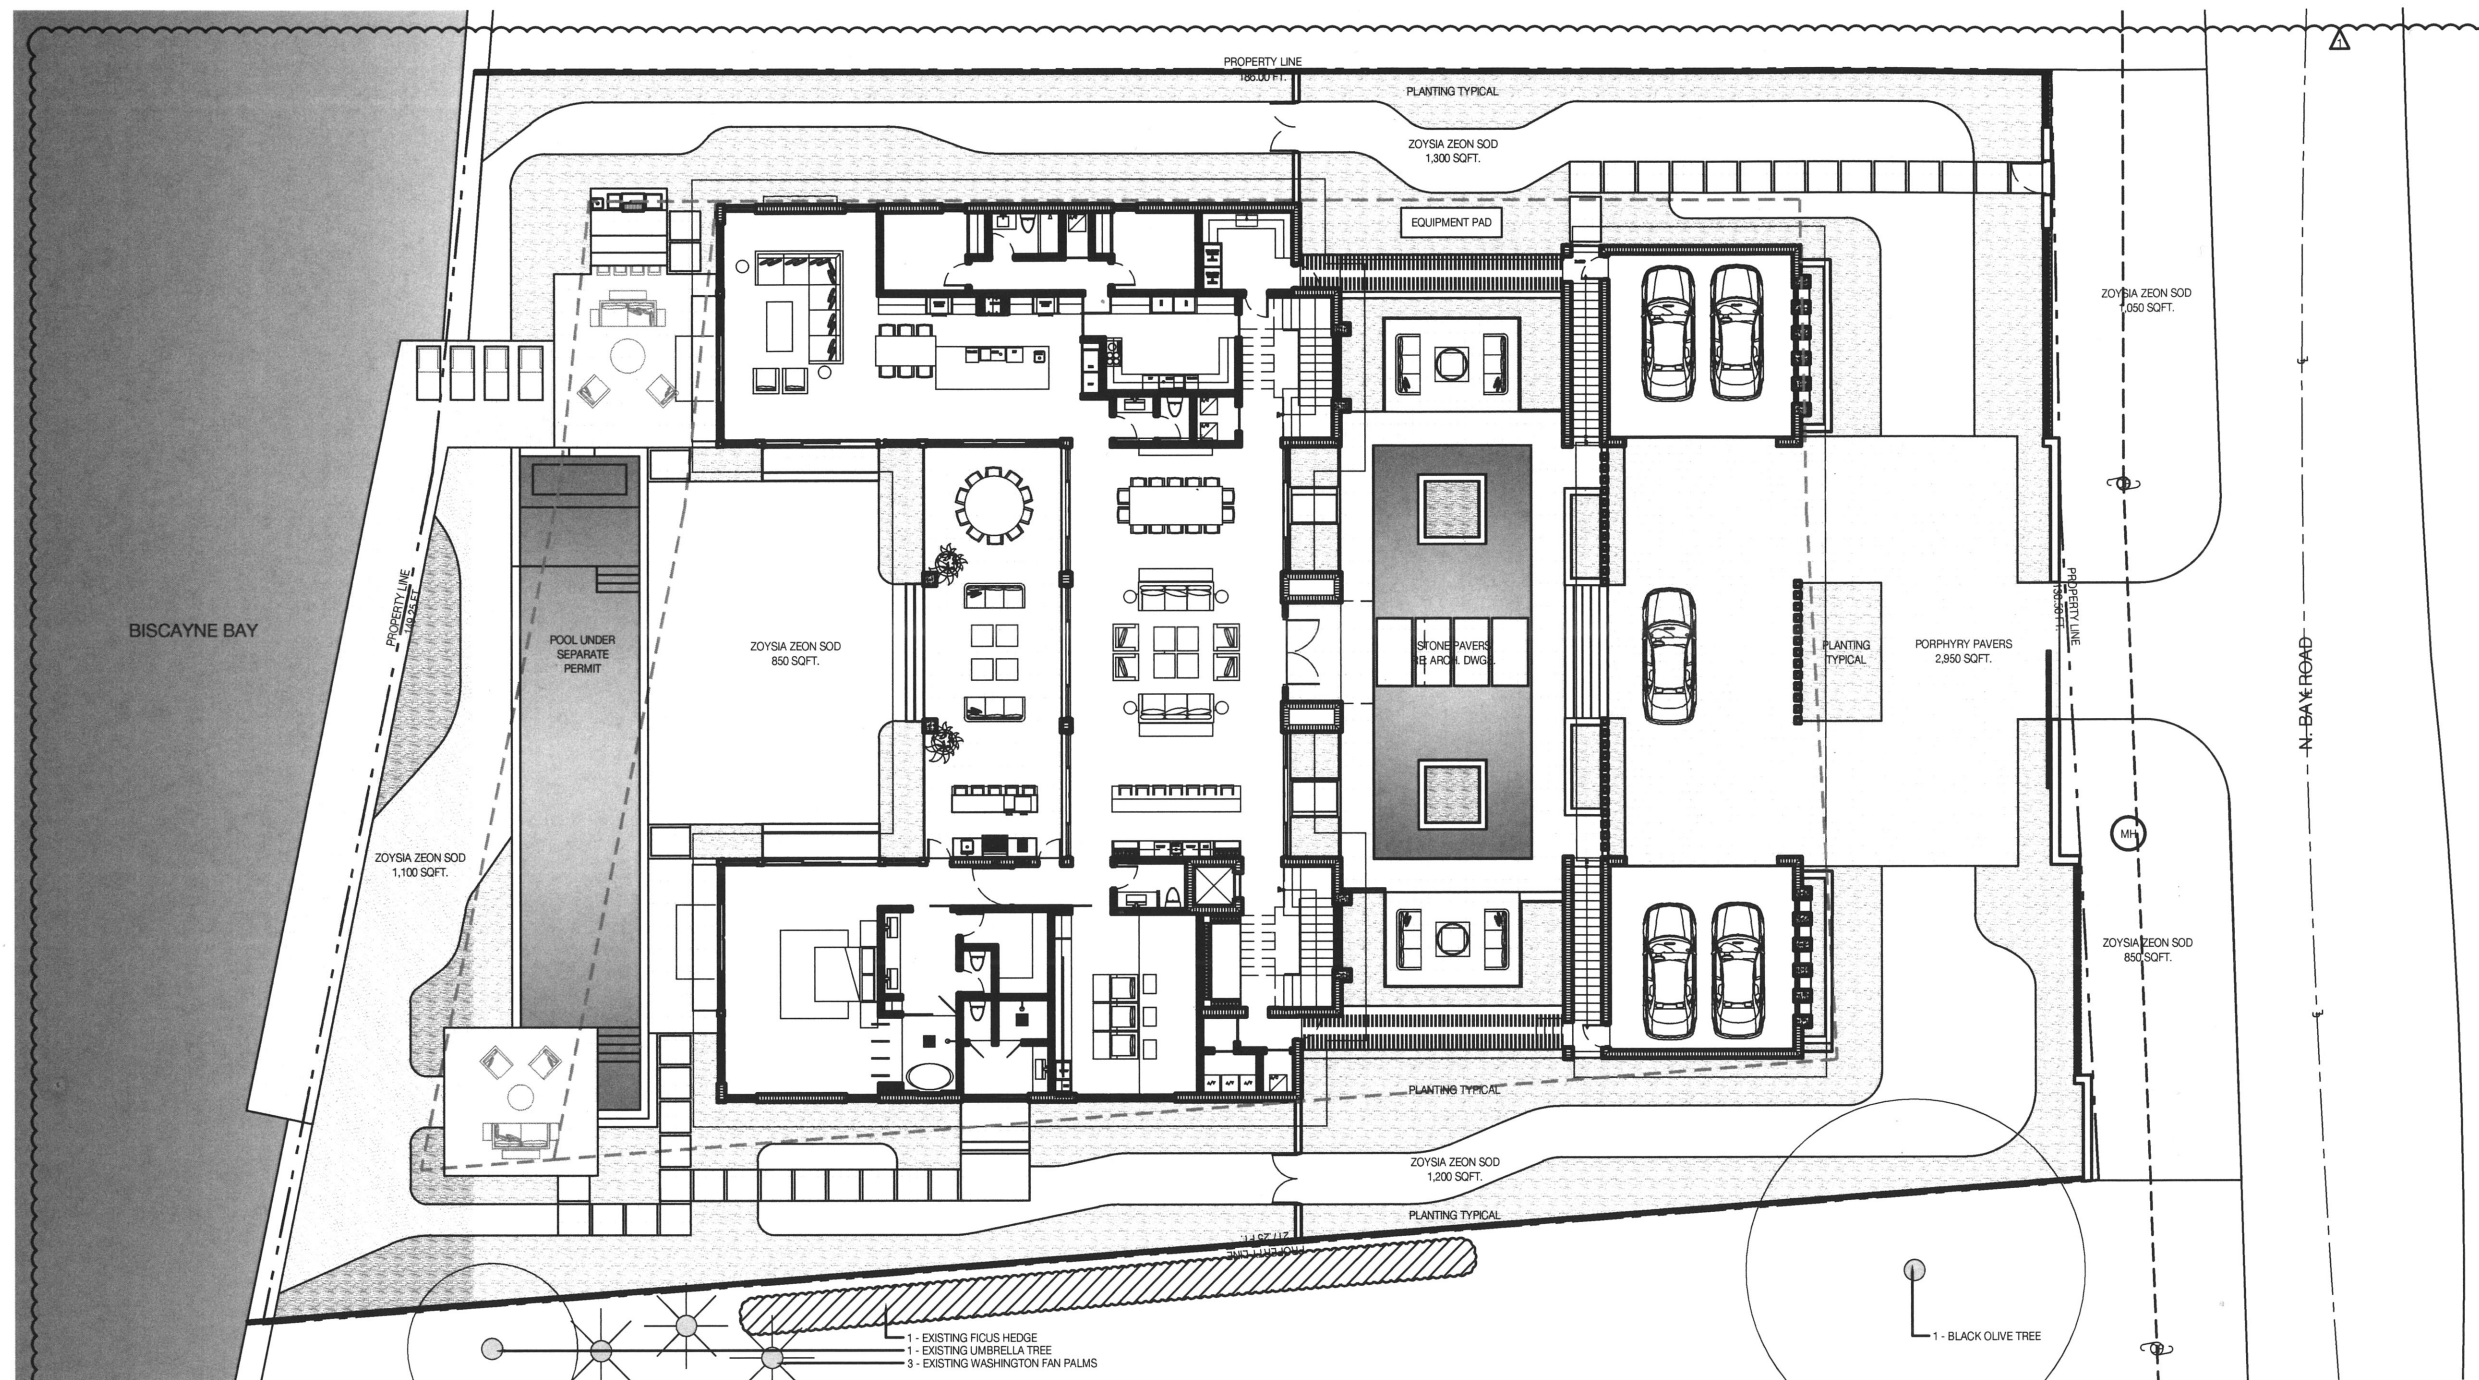 PROPERTY LINE
186.00 FT.
1
PLANTING TYPICAL
ZOYSIA ZEON SOD
1,300 SQFT.
EQUIPMENT PAD
ZOYSIA ZEON SOD
1,050 SQFT.
BISCAYNE BAY
PROPERTY LINE
149.25 FT.
POOL UNDER
SEPARATE
PERMIT
ZOYSIA ZEON SOD
850 SQFT.
STONE PAVERS
RE: ARCH. DWGS.
PLANTING
TYPICAL
PORPHYRY PAVERS
2,950 SQFT.
PROPERTY LINE
130.50 FT.
N. BAY ROAD
MH
ZOYSIA ZEON SOD
1,100 SQFT.
ZOYSIA ZEON SOD
850 SQFT.
PLANTING TYPICAL
ZOYSIA ZEON SOD
1,200 SQFT.
PLANTING TYPICAL
PROPERTY LINE
217.25 FT.
1 - EXISTING FICUS HEDGE
1 - EXISTING UMBRELLA TREE
3 - EXISTING WASHINGTON FAN PALMS
1 - BLACK OLIVE TREE